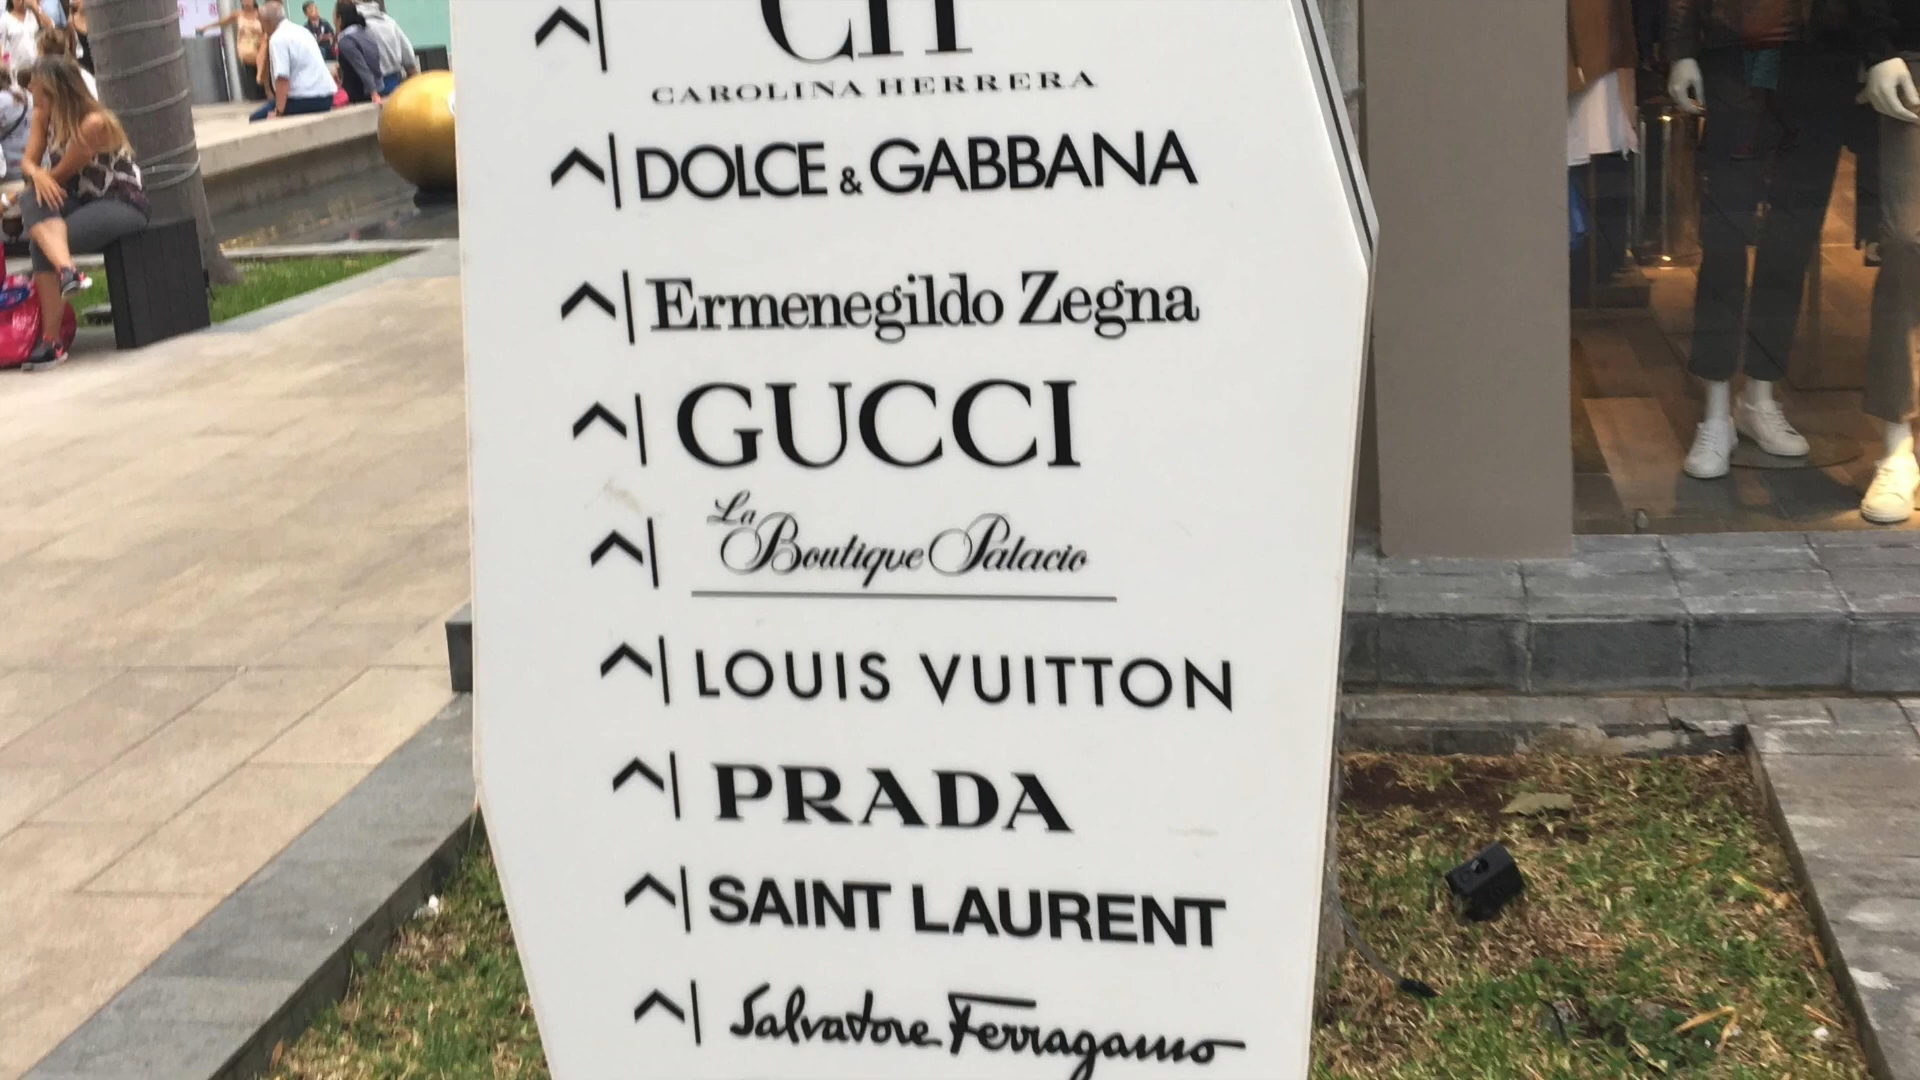 CH
CAROLINA HERRERA
DOLCE & GABBANA
Ermenegildo Zegna
GUCCI
La
Boutique Palacio
LOUIS VUITTON
PRADA
SAINT LAURENT
Salvatore Ferragamo